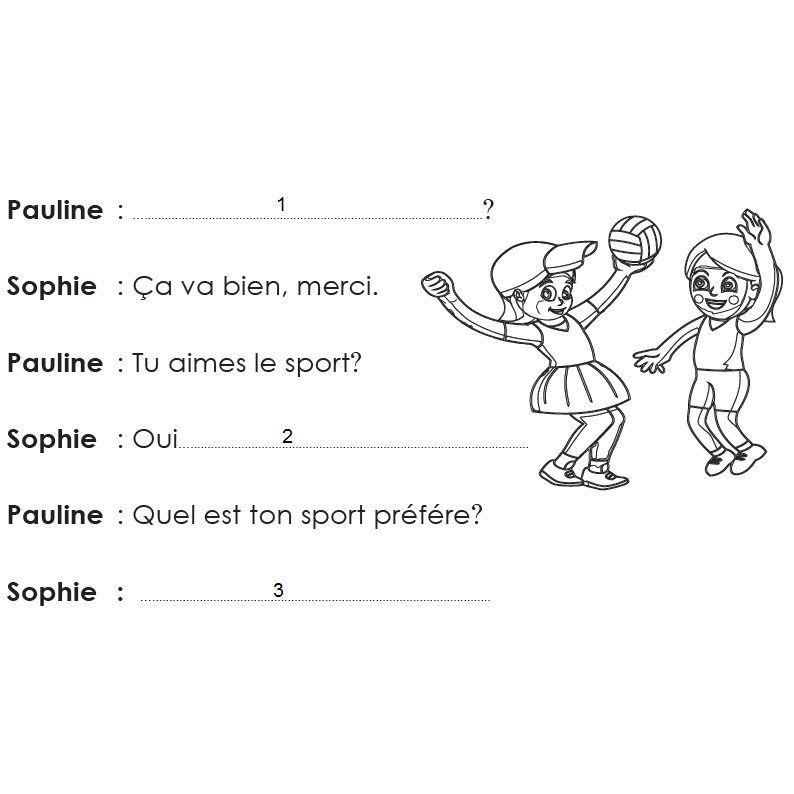 Pauline : ........1........?
Sophie : Ça va bien, merci.
Pauline : Tu aimes le sport?
Sophie : Oui........2........
Pauline : Quel est ton sport préfére?
Sophie : ........3........